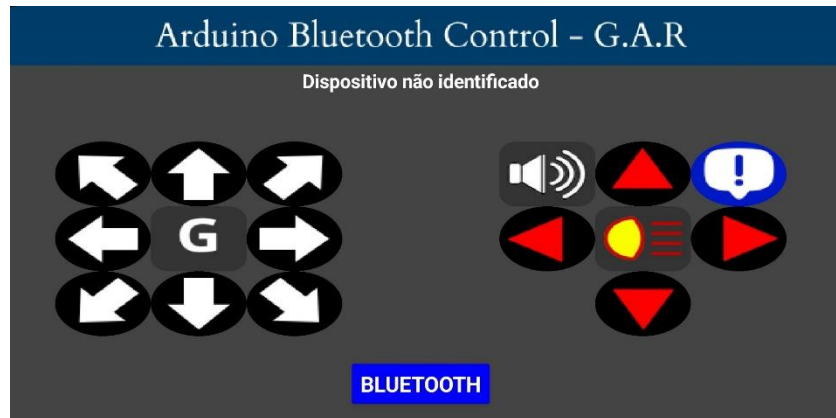 Arduino Bluetooth Control - G.A.R
Dispositivo não identificado
G
!
BLUETOOTH